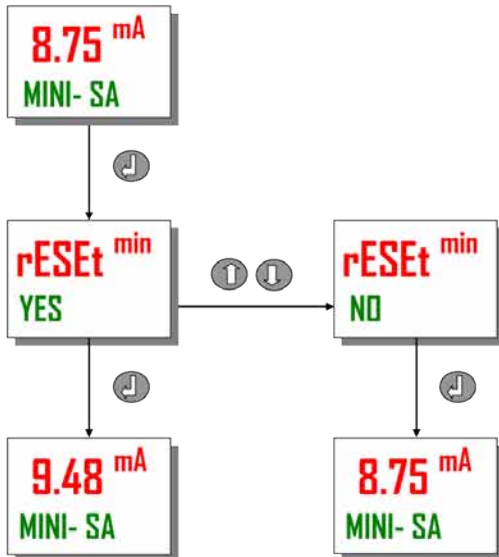 8.75 mA
MINI- SA
rESEt min
YES
rESEt min
NO
9.48 mA
MINI- SA
8.75 mA
MINI- SA